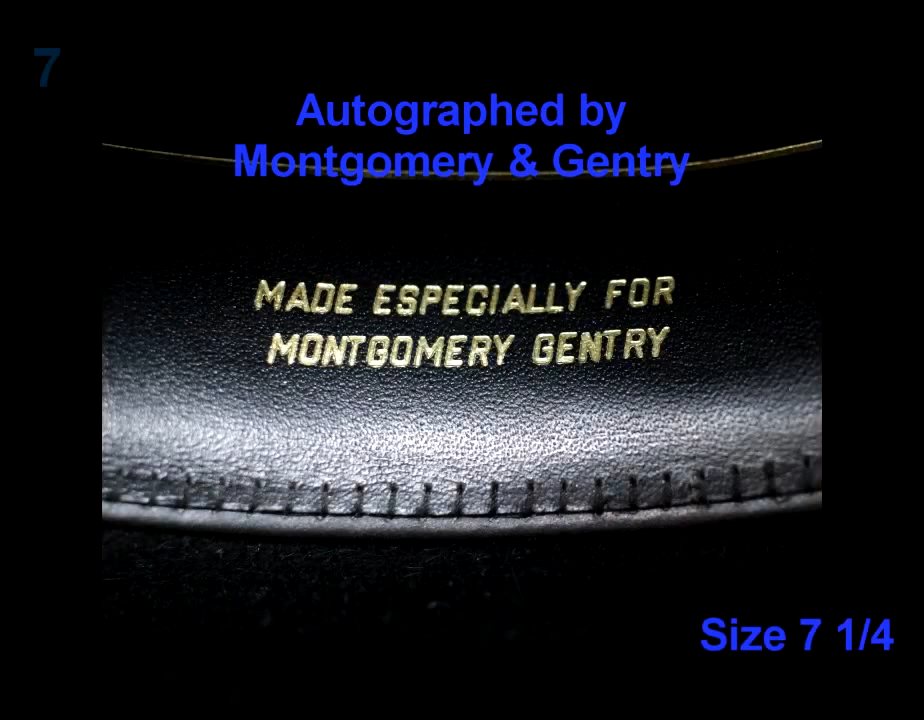 7
Autographed by
Montgomery & Gentry
MADE ESPECIALLY FOR
MONTGOMERY GENTRY
Size 7 1/4